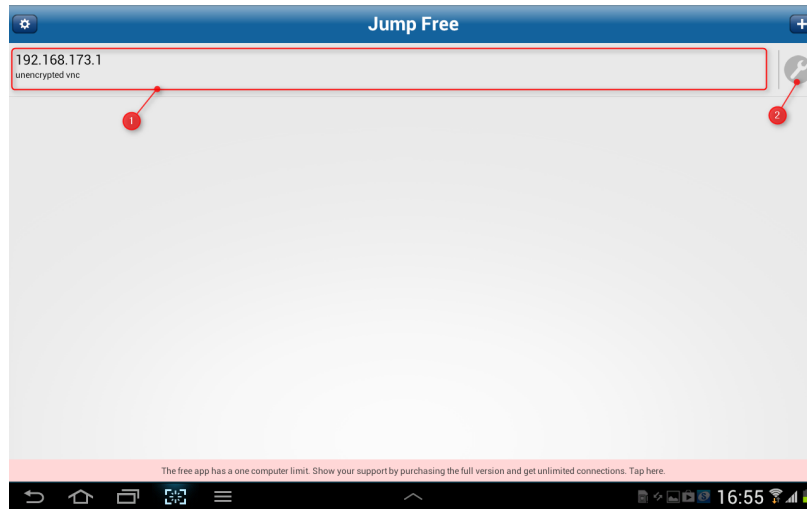 Jump Free
192.168.173.1
unencrypted vnc
1
2
The free app has a one computer limit. Show your support by purchasing the full version and get unlimited connections. Tap here.
16:55